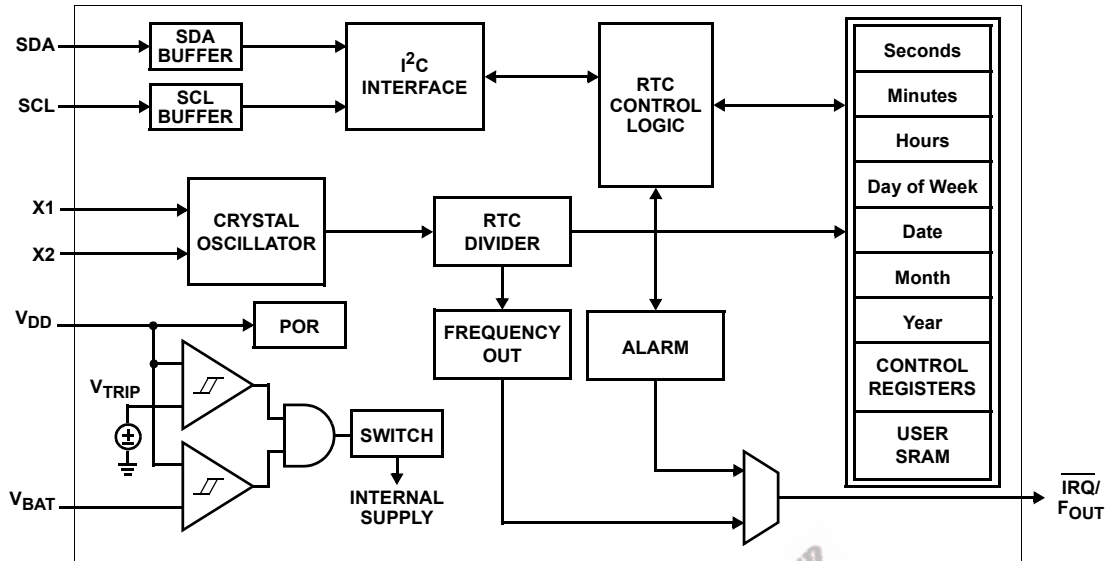 SDA
SDA
BUFFER
SCL
SCL
BUFFER
I²C
INTERFACE
RTC
CONTROL
LOGIC
Seconds
Minutes
Hours
Day of Week
Date
Month
Year
CONTROL
REGISTERS
USER
SRAM
X1
X2
CRYSTAL
OSCILLATOR
RTC
DIVIDER
FREQUENCY
OUT
ALARM
VDD
POR
VTRIP
VBAT
SWITCH
INTERNAL
SUPPLY
IRQ/
FOUT